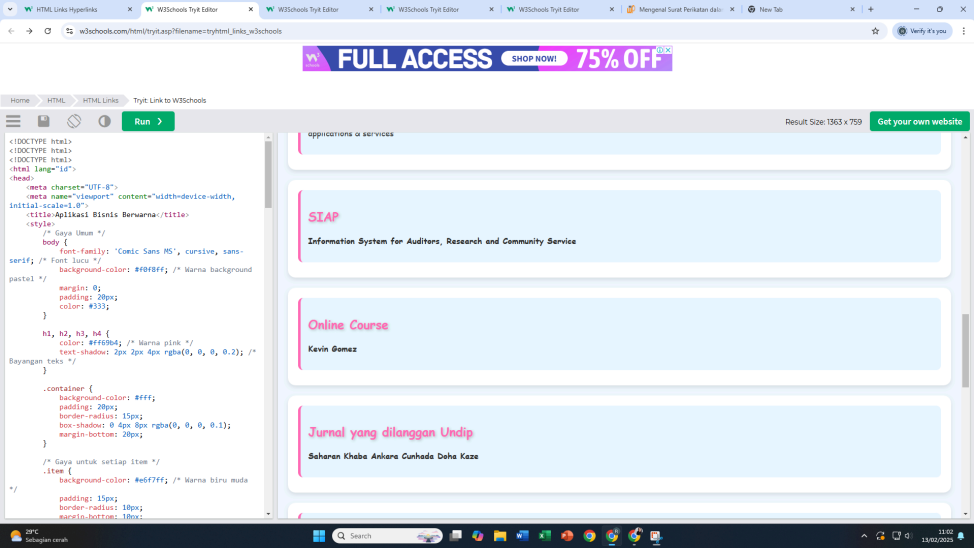 HTML Links Hyperlinks
W3Schools Tryit Editor
W3Schools Tryit Editor
W3Schools Tryit Editor
W3Schools Tryit Editor
Mengenal Surat Perikatan dalam
New Tab
w3schools.com/html/tryit.asp?filename=tryhtml_links_w3schools
Verify it's you
FULL ACCESS SHOP NOW! 75% OFF
Home
HTML
HTML Links
Tryit: Link to W3Schools
Run ❯
Result Size: 1363 x 759
Get your own website
<!DOCTYPE html>
<!DOCTYPE html>
<!DOCTYPE html>
<html lang="id">
<head>
<meta charset="UTF-8">
<meta name="viewport" content="width=device-width,
initial-scale=1.0">
<title>Aplikasi Bisnis Berwarna</title>
<style>
/* Gaya Umum */
body {
font-family: 'Comic Sans MS', cursive, sans-
serif; /* Font lucu */
background-color: #f0f8ff; /* Warna background
pastel */
margin: 0;
padding: 20px;
color: #333;
}
h1, h2, h3, h4 {
color: #ff69b4; /* Warna pink */
text-shadow: 2px 2px 4px rgba(0, 0, 0, 0.2); /*
Bayangan teks */
}
.container {
background-color: #fff;
padding: 20px;
border-radius: 15px;
box-shadow: 0 4px 8px rgba(0, 0, 0, 0.1);
margin-bottom: 20px;
}
/* Gaya untuk setiap item */
.item {
background-color: #e6f7ff; /* Warna biru muda
*/
padding: 15px;
border-radius: 10px;
margin-bottom: 10px;
applications & services
SIAP
Information System for Auditors, Research and Community Service
Online Course
Kevin Gomez
Jurnal yang dilanggan Undip
Saharan Khaba Ankara Cunhada Doha Kaze
29°C
Sebagian cerah
Search
11:02
13/02/2025